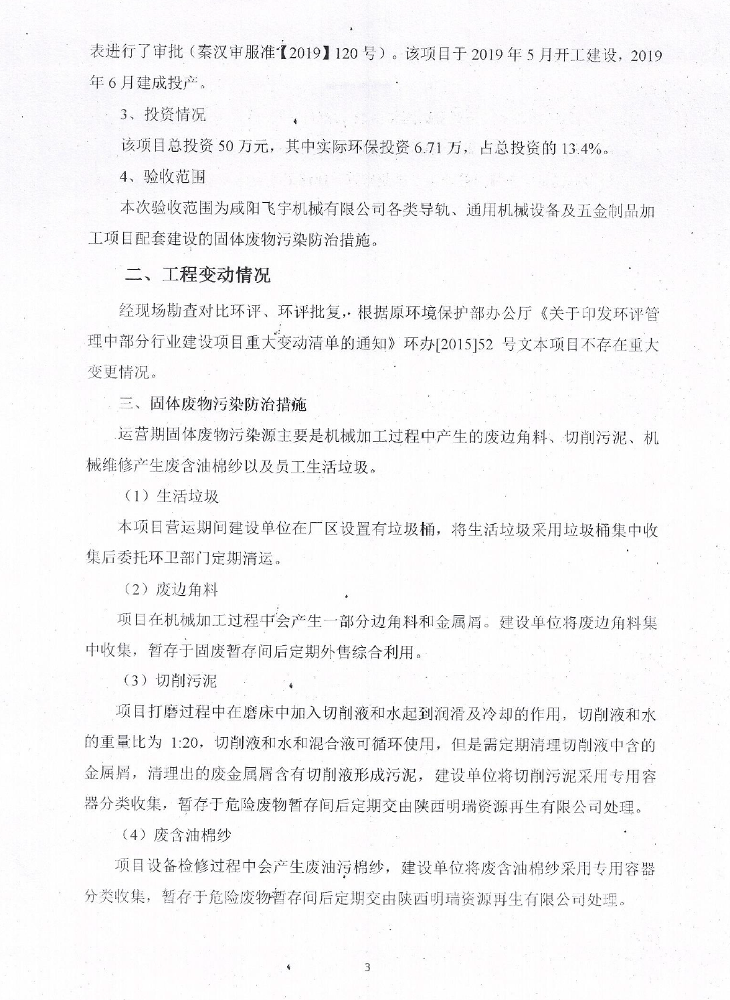 表进行了审批（秦汉审服准【2019】120 号）。该项目于 2019 年 5 月开工建设，2019
年 6 月建成投产。
3、投资情况
该项目总投资 50 万元，其中实际环保投资 6.71 万，占总投资的 13.4%。
4、验收范围
本次验收范围为咸阳飞宇机械有限公司各类导轨、通用机械设备及五金制品加
工项目配套建设的固体废物污染防治措施。
二、工程变动情况
经现场勘查对比环评、环评批复，根据原环境保护部办公厅《关于印发环评管
理中部分行业建设项目重大变动清单的通知》环办[2015]52 号文本项目不存在重大
变更情况。
三、固体废物污染防治措施
运营期固体废物污染源主要是机械加工过程中产生的废边角料、切削污泥、机
械维修产生废含油棉纱以及员工生活垃圾。
（1）生活垃圾
本项目营运期间建设单位在厂区设置有垃圾桶，将生活垃圾采用垃圾桶集中收
集后委托环卫部门定期清运。
（2）废边角料
项目在机械加工过程中会产生一部分边角料和金属屑。建设单位将废边角料集
中收集，暂存于固废暂存间后定期外售综合利用。
（3）切削污泥
项目打磨过程中在磨床中加入切削液和水起到润滑及冷却的作用，切削液和水
的重量比为 1:20，切削液和水和混合液可循环使用，但是需定期清理切削液中含的
金属屑，清理出的废金属屑含有切削液形成污泥，建设单位将切削污泥采用专用容
器分类收集，暂存于危险废物暂存间后定期交由陕西明瑞资源再生有限公司处理。
（4）废含油棉纱
项目设备检修过程中会产生废油污棉纱，建设单位将废含油棉纱采用专用容器
分类收集，暂存于危险废物暂存间后定期交由陕西明瑞资源再生有限公司处理。
3